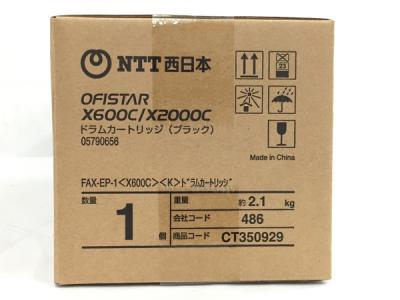 NTT西日本
OFISTAR
X600C/X2000C
ドラムカートリッジ（ブラック）
05790656
23
Made in China
FAX-EP-1<X600C><K>ﾄﾞﾗﾑｶｰﾄﾘｯｼﾞ
数量 1 個
重量 約2.1 kg
会社コード 486
商品コード CT350929